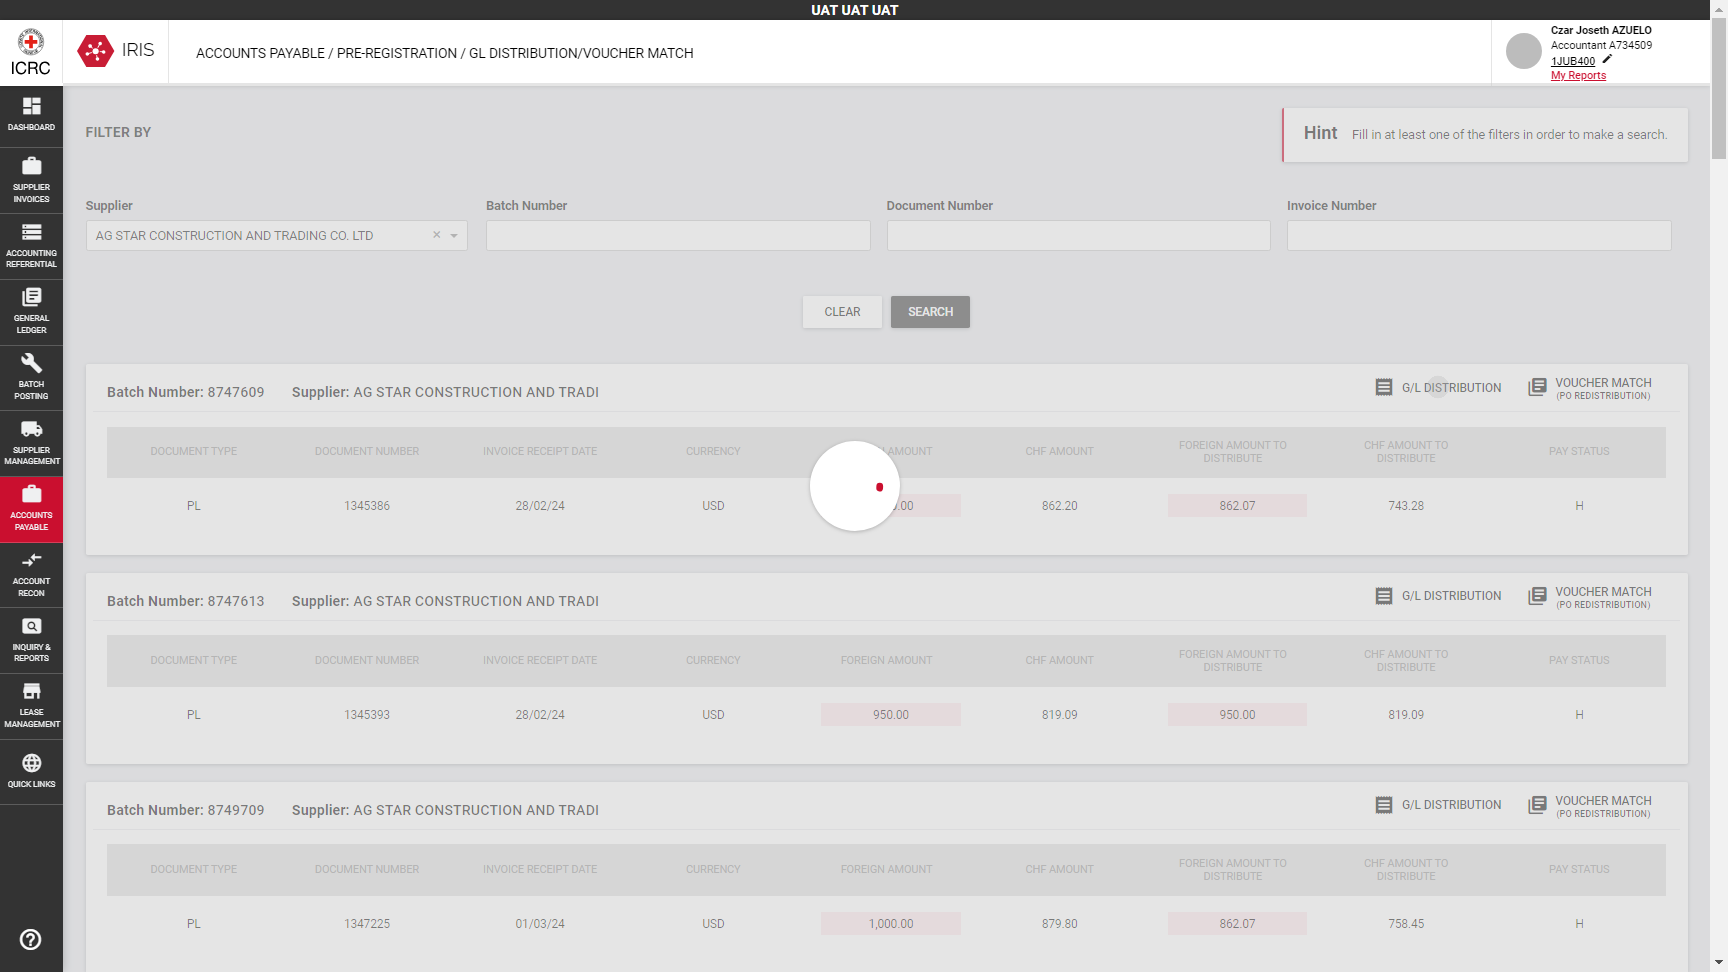 UAT UAT UAT
ICRC
IRIS
ACCOUNTS PAYABLE / PRE-REGISTRATION / GL DISTRIBUTION/VOUCHER MATCH
Czar Joseth AZUELO
Accountant A734509
1JUB400
My Reports
DASHBOARD
SUPPLIER
INVOICES
ACCOUNTING
REFERENTIAL
GENERAL
LEDGER
BATCH
POSTING
SUPPLIER
MANAGEMENT
ACCOUNTS
PAYABLE
ACCOUNT
RECON
INQUIRY &
REPORTS
LEASE
MANAGEMENT
QUICK LINKS
FILTER BY
Hint Fill in at least one of the filters in order to make a search.
Supplier Batch Number Document Number Invoice Number
AG STAR CONSTRUCTION AND TRADING CO. LTD ×
CLEAR SEARCH
Batch Number: 8747609 Supplier: AG STAR CONSTRUCTION AND TRADI G/L DISTRIBUTION VOUCHER MATCH
(PO REDISTRIBUTION)
DOCUMENT TYPE DOCUMENT NUMBER INVOICE RECEIPT DATE CURRENCY AMOUNT CHF AMOUNT FOREIGN AMOUNT TO DISTRIBUTE CHF AMOUNT TO DISTRIBUTE PAY STATUS
PL 1345386 28/02/24 USD .00 862.20 862.07 743.28 H
Batch Number: 8747613 Supplier: AG STAR CONSTRUCTION AND TRADI G/L DISTRIBUTION VOUCHER MATCH
(PO REDISTRIBUTION)
DOCUMENT TYPE DOCUMENT NUMBER INVOICE RECEIPT DATE CURRENCY FOREIGN AMOUNT CHF AMOUNT FOREIGN AMOUNT TO DISTRIBUTE CHF AMOUNT TO DISTRIBUTE PAY STATUS
PL 1345393 28/02/24 USD 950.00 819.09 950.00 819.09 H
Batch Number: 8749709 Supplier: AG STAR CONSTRUCTION AND TRADI G/L DISTRIBUTION VOUCHER MATCH
(PO REDISTRIBUTION)
DOCUMENT TYPE DOCUMENT NUMBER INVOICE RECEIPT DATE CURRENCY FOREIGN AMOUNT CHF AMOUNT FOREIGN AMOUNT TO DISTRIBUTE CHF AMOUNT TO DISTRIBUTE PAY STATUS
PL 1347225 01/03/24 USD 1,000.00 879.80 862.07 758.45 H